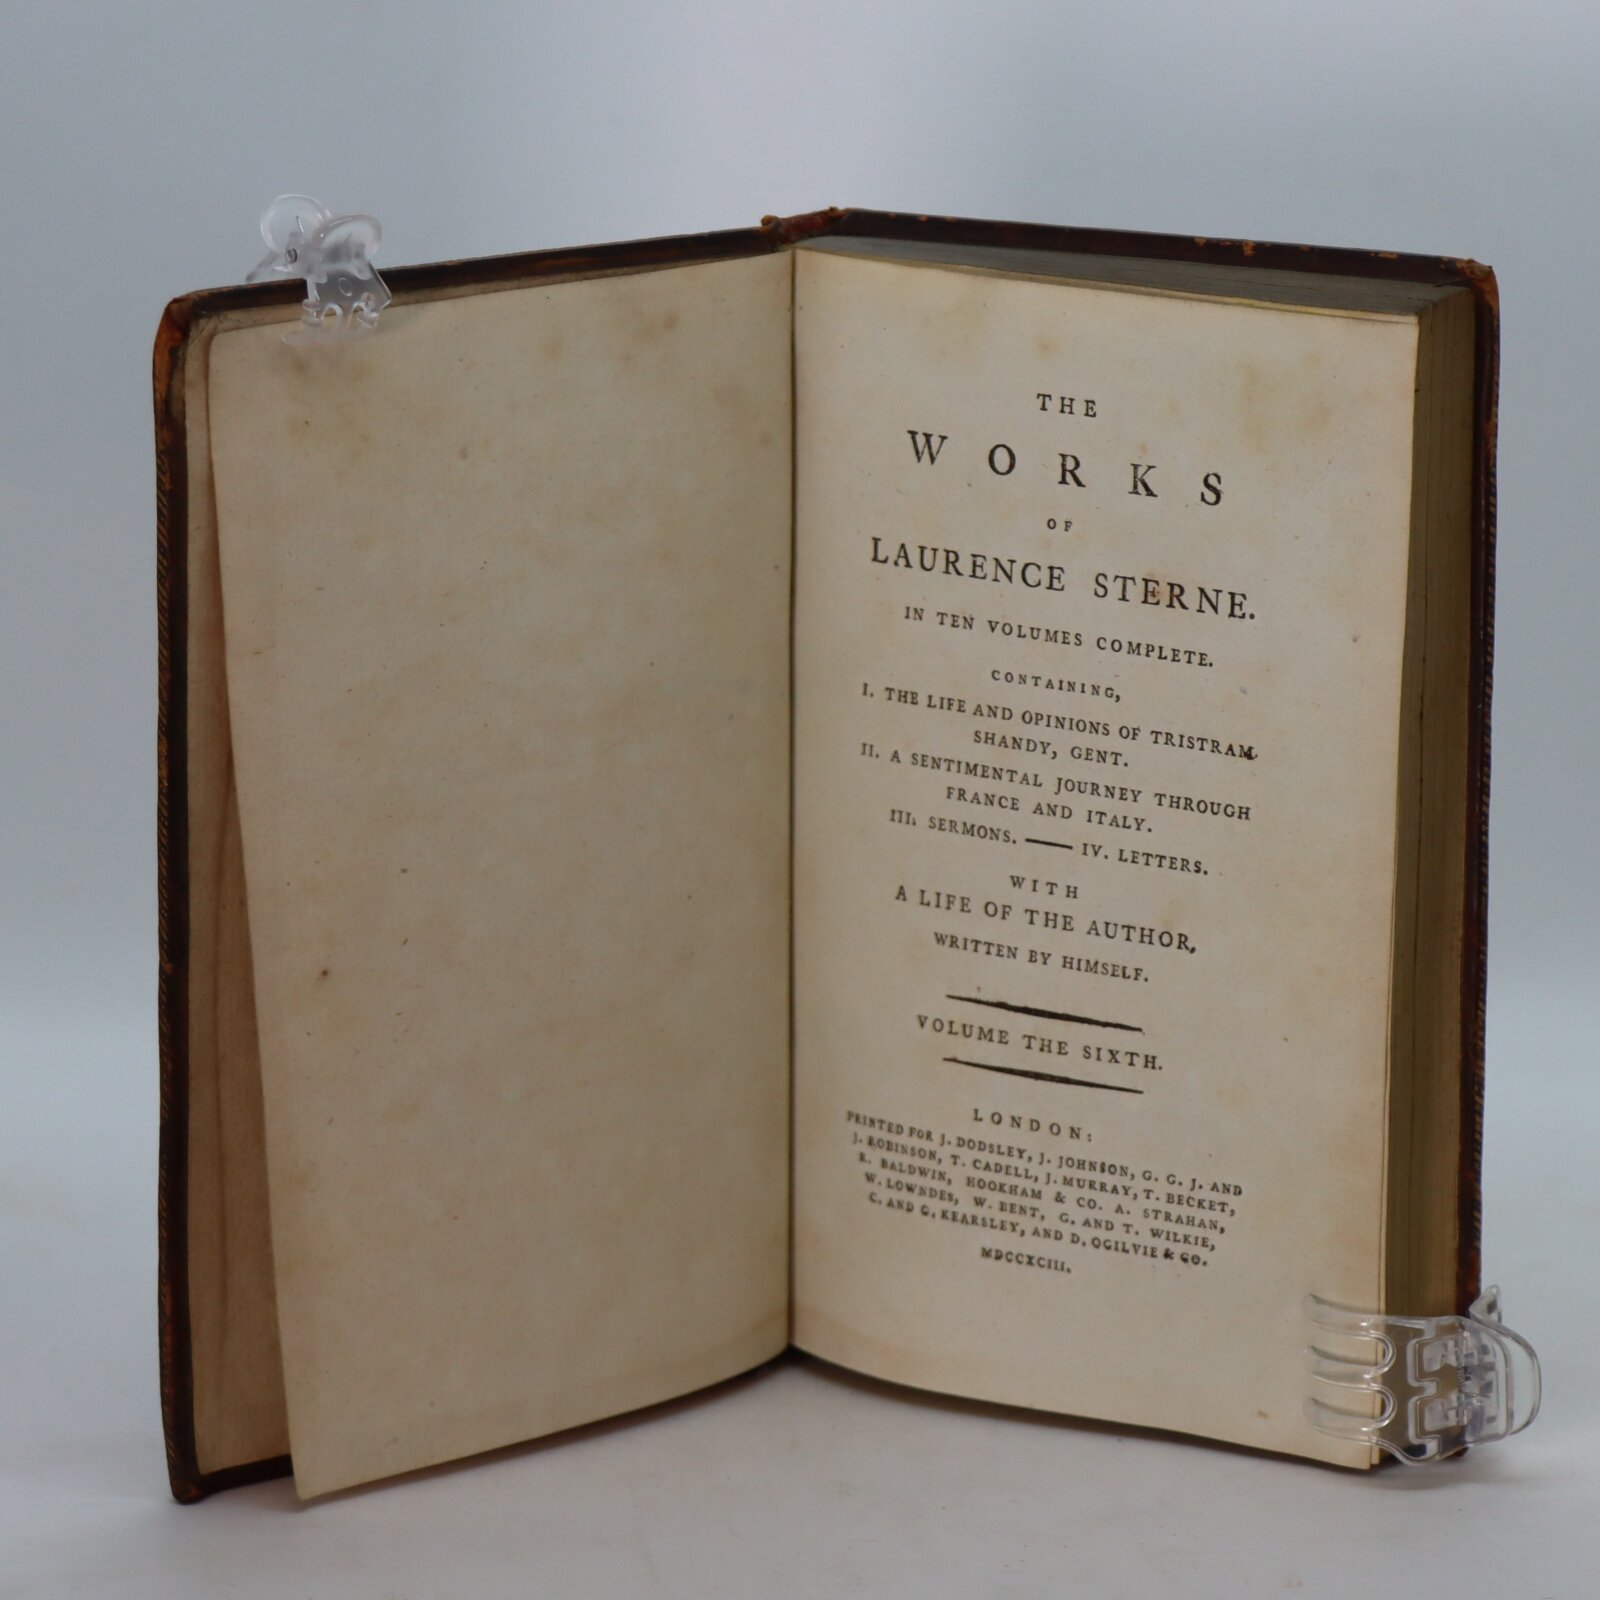 THE
WORKS
OF
LAURENCE STERNE.
IN TEN VOLUMES COMPLETE.
CONTAINING,
I. THE LIFE AND OPINIONS OF TRISTRAM
SHANDY, GENT.
II. A SENTIMENTAL JOURNEY THROUGH
FRANCE AND ITALY.
III. SERMONS. —— IV. LETTERS.
WITH
A LIFE OF THE AUTHOR,
WRITTEN BY HIMSELF.
VOLUME THE SIXTH.
LONDON:
PRINTED FOR J. DODSLEY, J. JOHNSON, G. G. J. AND
J. ROBINSON, T. CADELL, J. MURRAY, T. BECKET,
R. BALDWIN, HOOKHAM & CO. A. STRAHAN,
W. LOWNDES, W. BENT, G. AND T. WILKIE,
C. AND G. KEARSLEY, AND D. OGILVIE & CO.
MDCCXCIII.